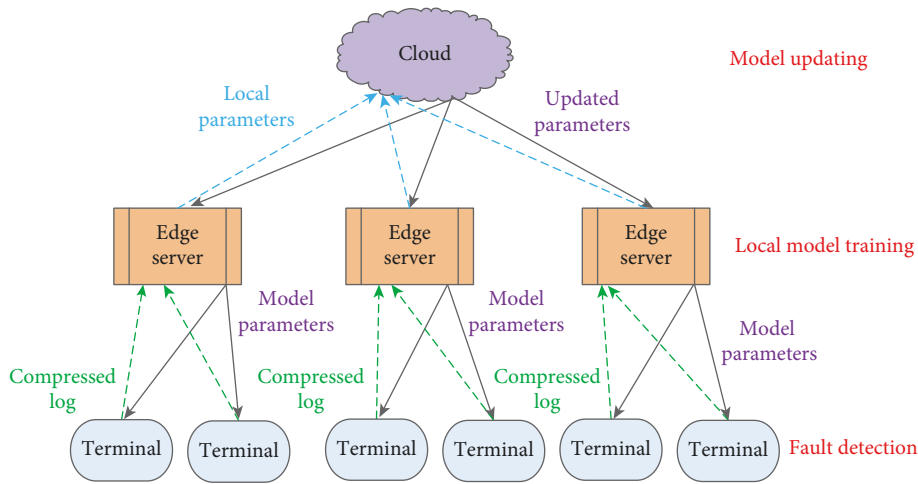 Cloud
Model updating
Local
parameters
Updated
parameters
Edge
server
Edge
server
Edge
server
Local model training
Model
parameters
Model
parameters
Model
parameters
Compressed
log
Compressed
log
Compressed
log
Terminal
Terminal
Terminal
Terminal
Terminal
Terminal
Fault detection